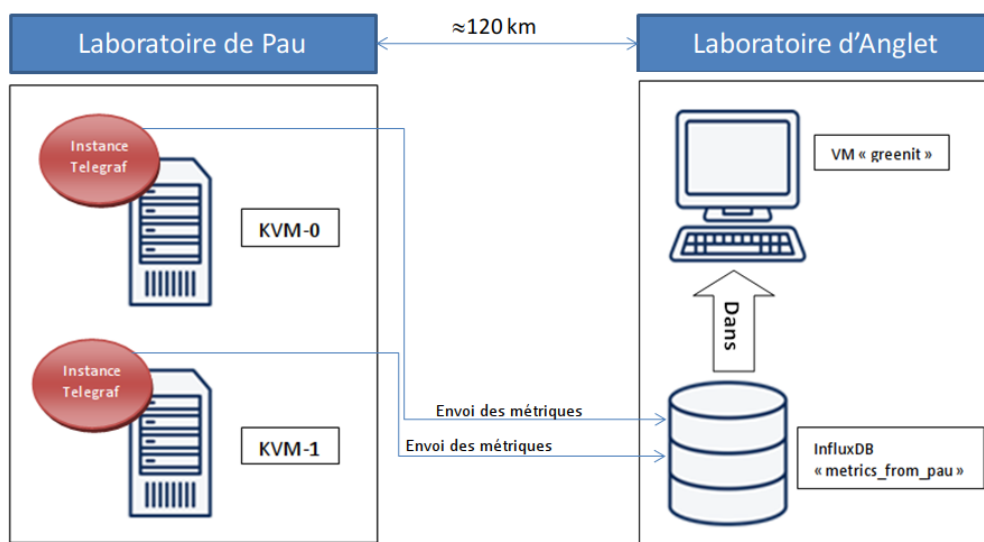 Laboratoire de Pau
≈120 km
Laboratoire d'Anglet
Instance
Telegraf
KVM-0
VM « greenit »
Dans
Instance
Telegraf
KVM-1
Envoi des métriques
Envoi des métriques
InfluxDB
« metrics_from_pau »